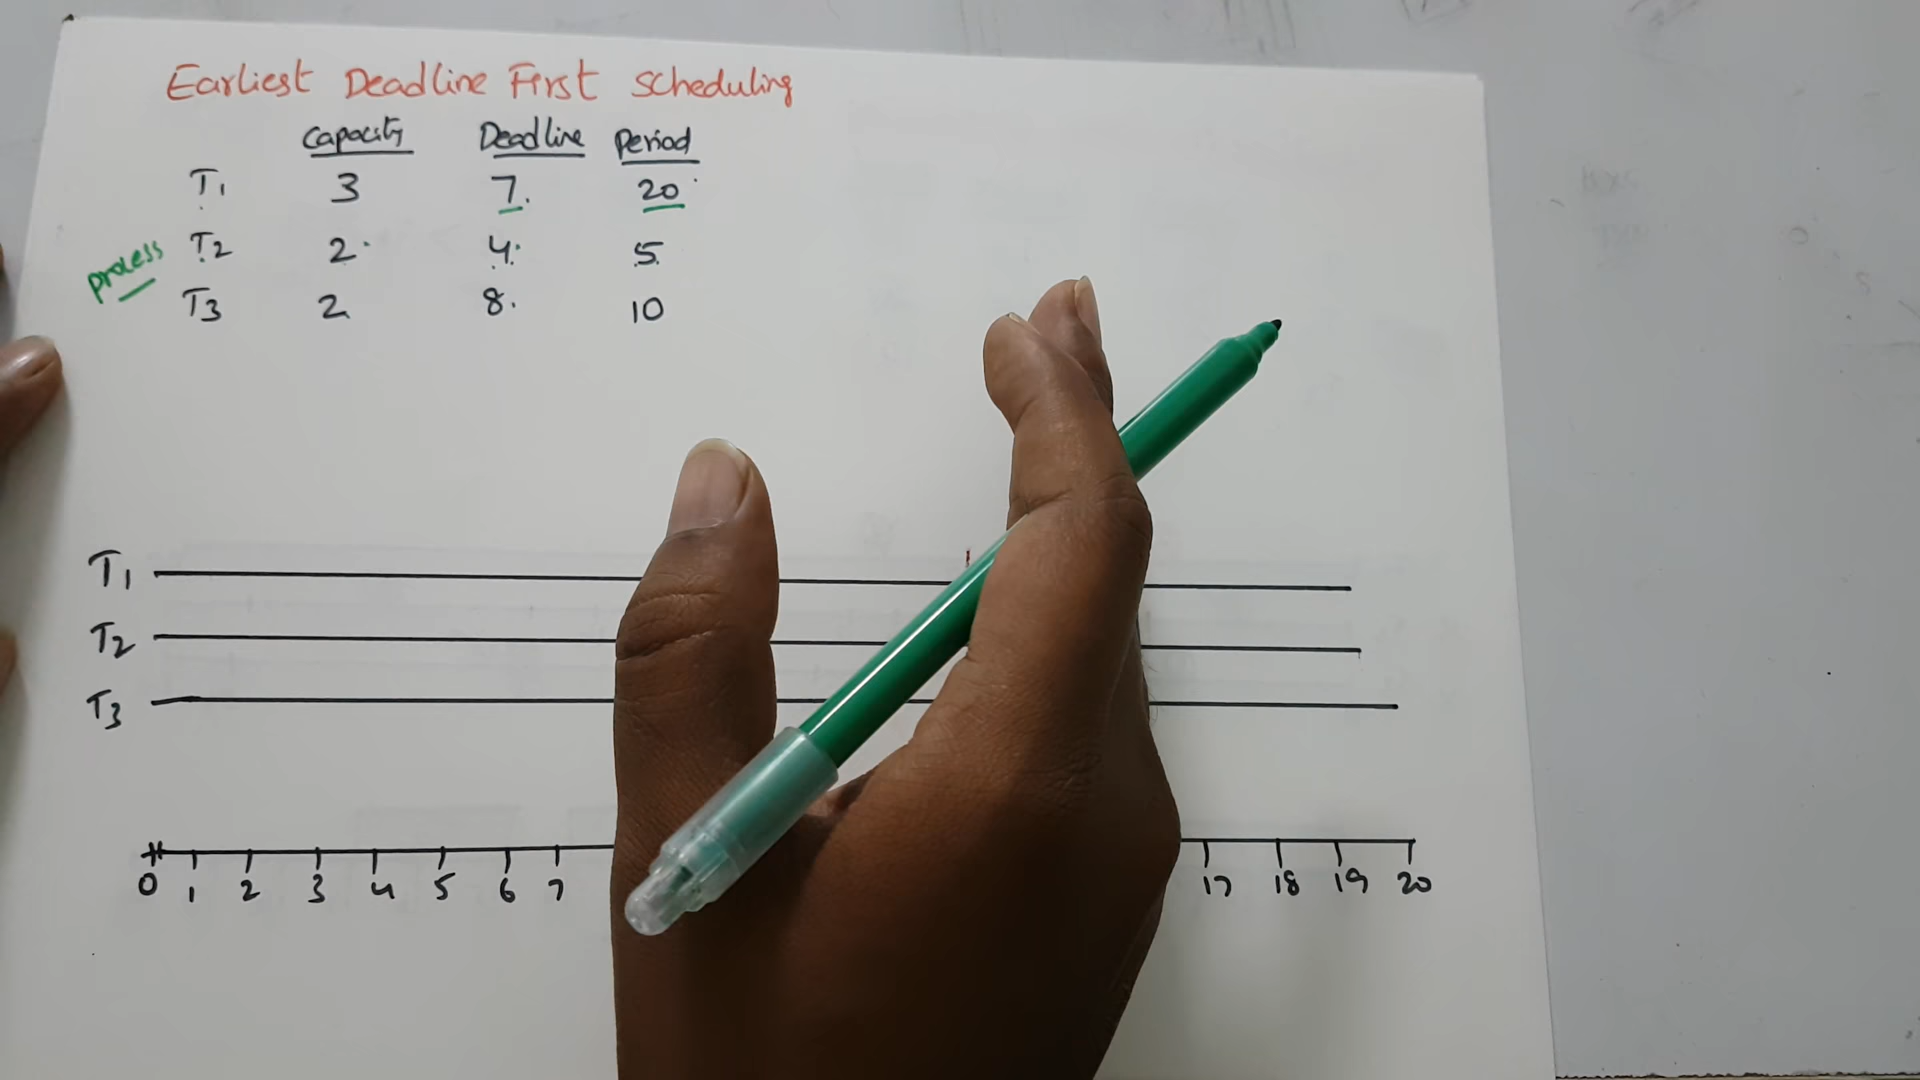 Earliest Deadline First Scheduling
Capacity Deadline Period
T1 3 7. 20
process T2 2 4 5
T3 2 8. 10
T1
T2
T3
0 1 2 3 4 5 6 7 17 18 19 20